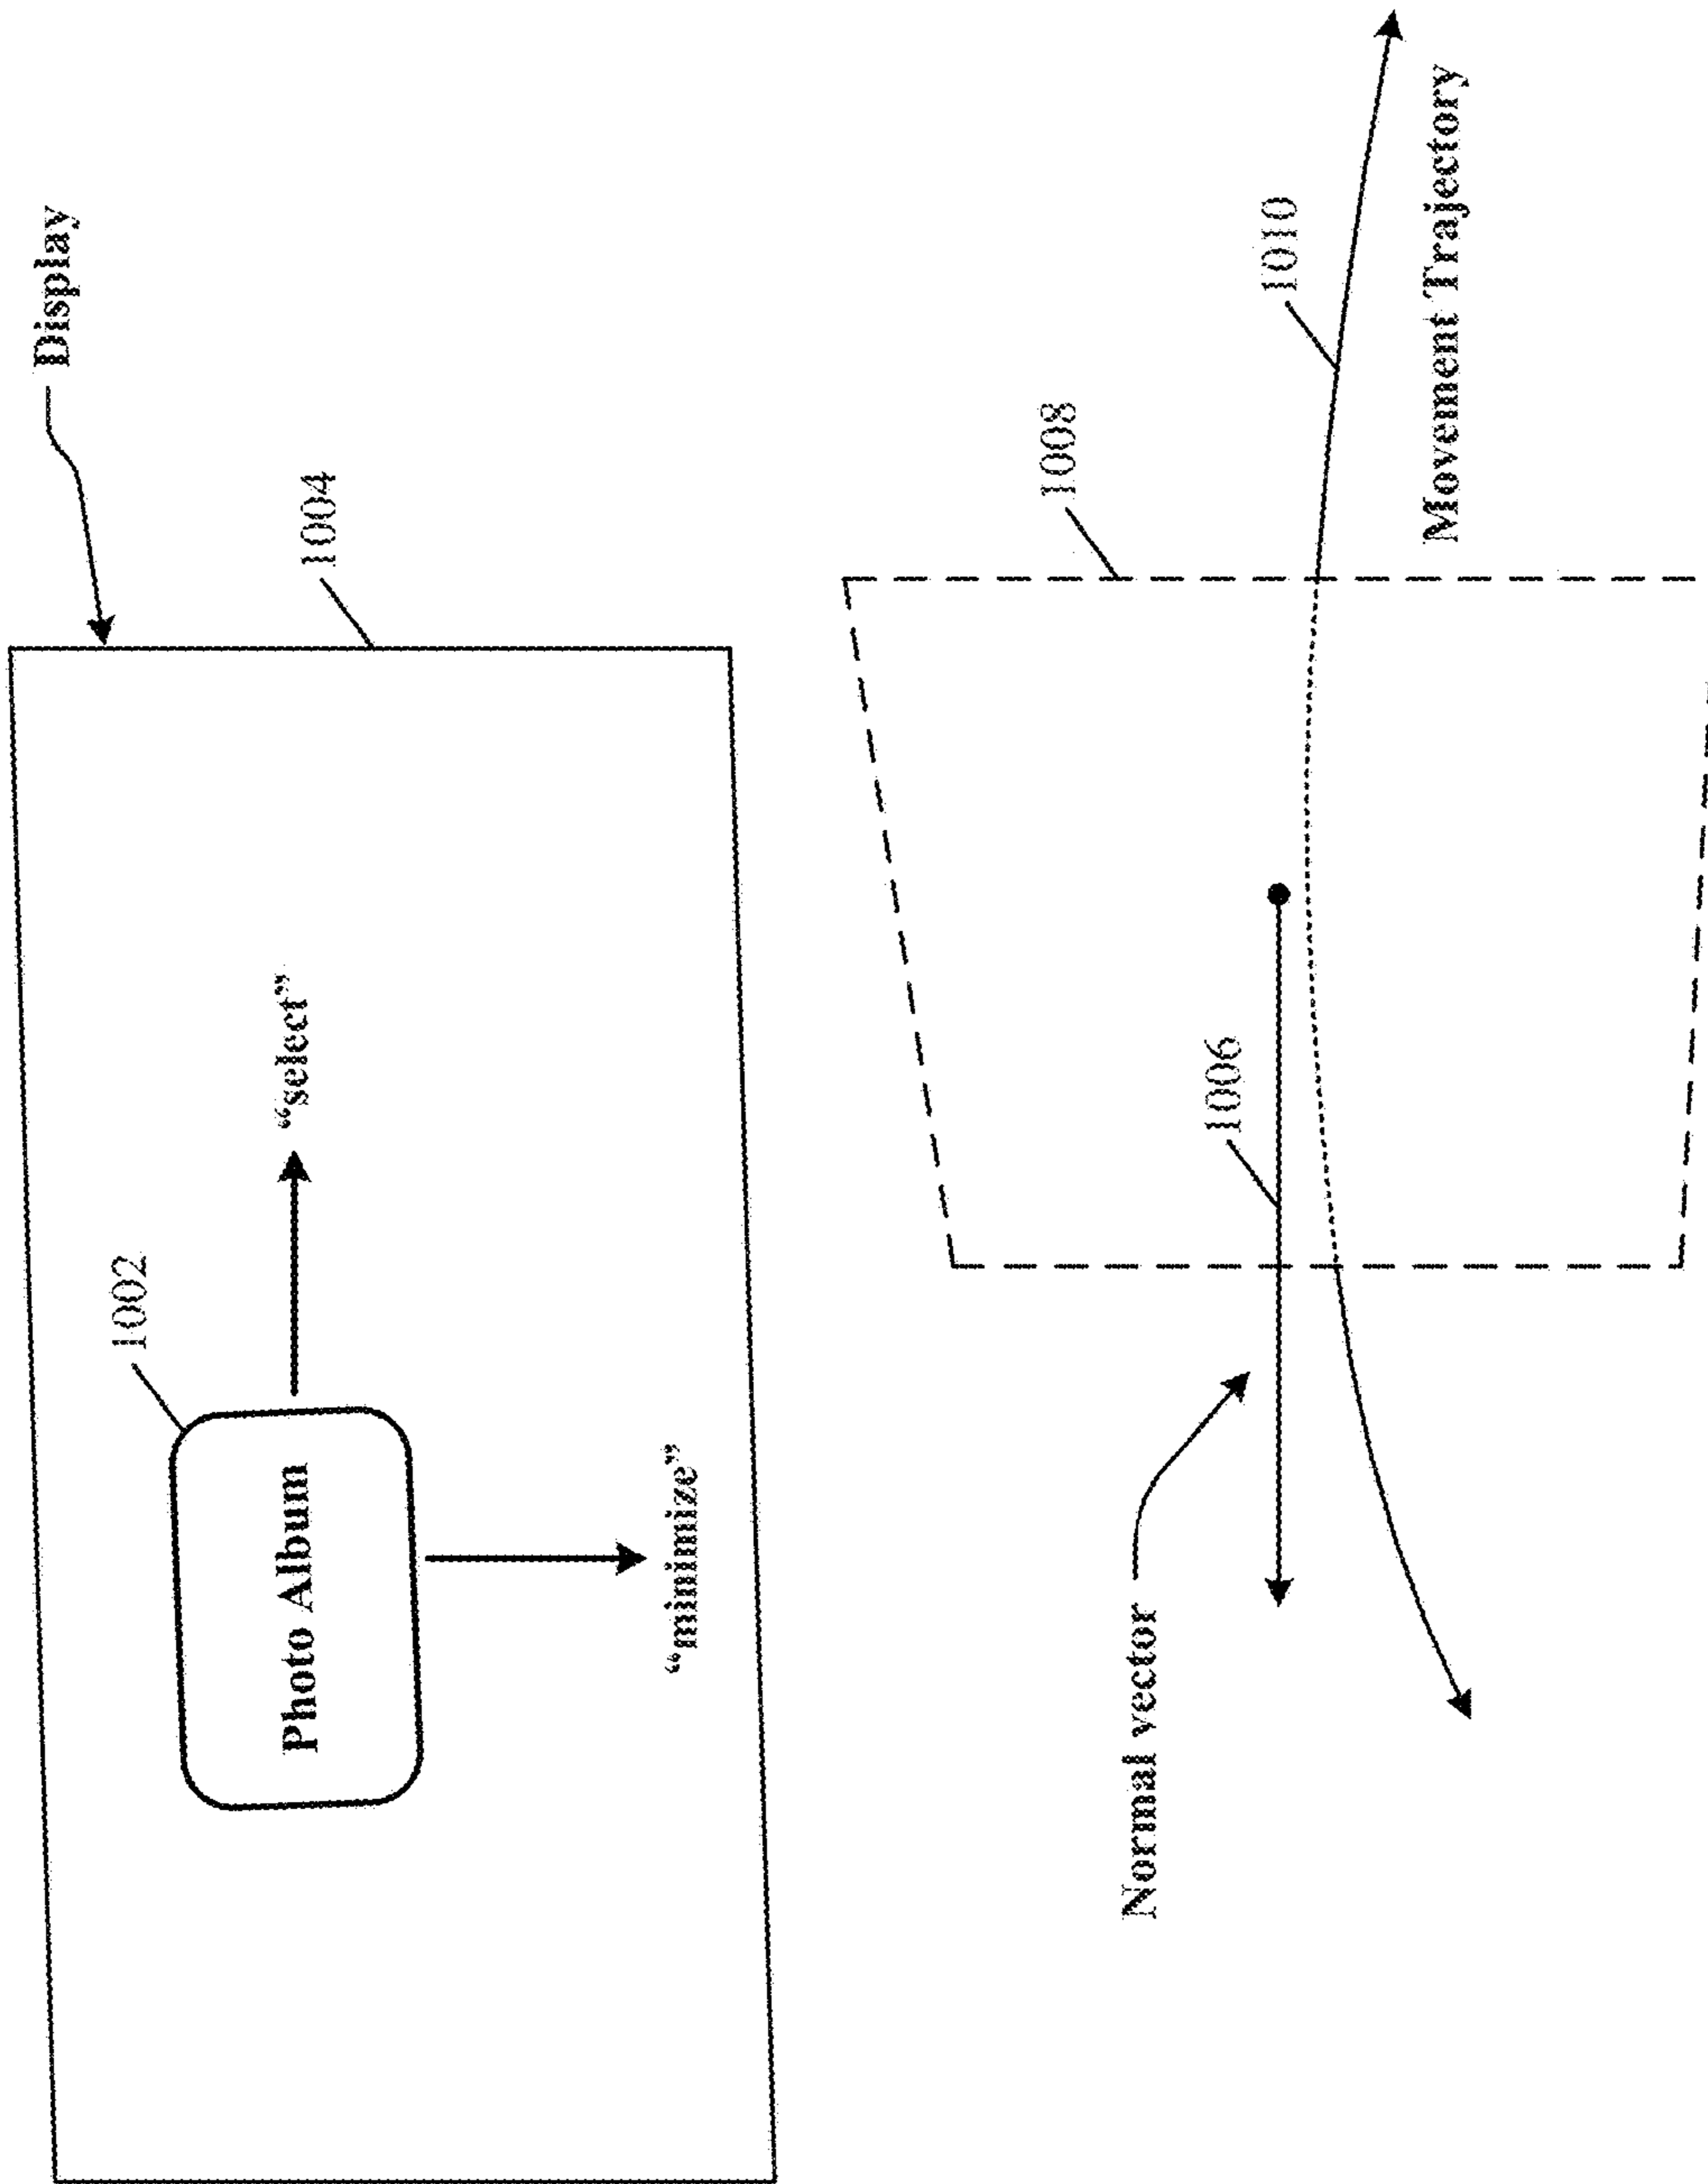 Display
1004
1002
Photo Album
“select”
“minimize”
1008
1010
Movement Trajectory
1006
Normal vector